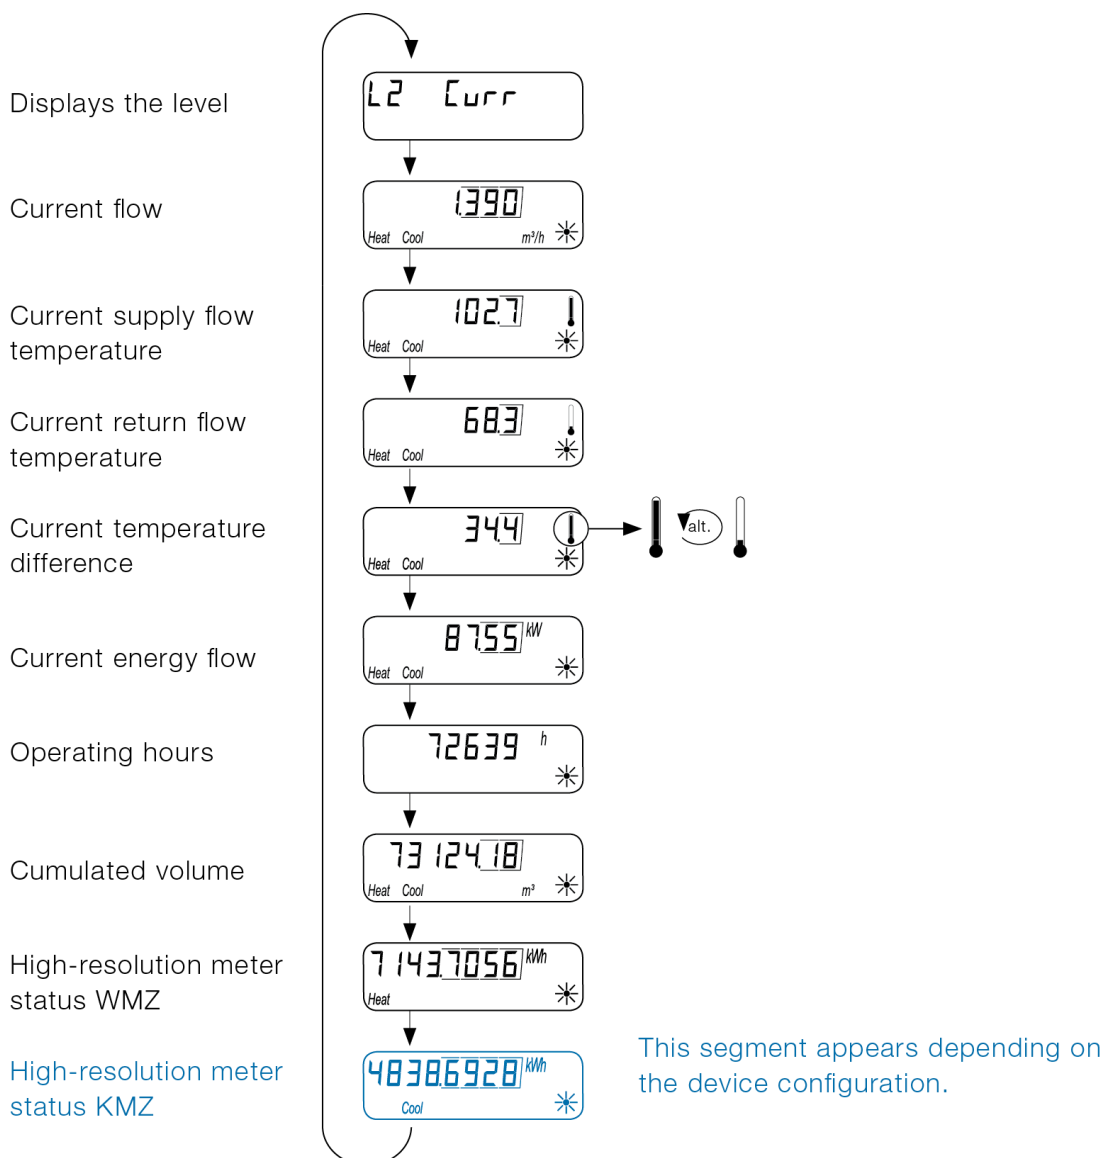 Displays the level
L2 Curr
Current flow
1.390
Heat Cool m³/h
Current supply flow
temperature
102.7
Heat Cool
Current return flow
temperature
68.3
Heat Cool
Current temperature
difference
34.4
alt.
Heat Cool
Current energy flow
87.55 kW
Heat Cool
Operating hours
72639 h
Cumulated volume
73124.18
Heat Cool m³
High-resolution meter
status WMZ
7143.7056 kWh
Heat
High-resolution meter
status KMZ
4838.6928 kWh
Cool
This segment appears depending on
the device configuration.